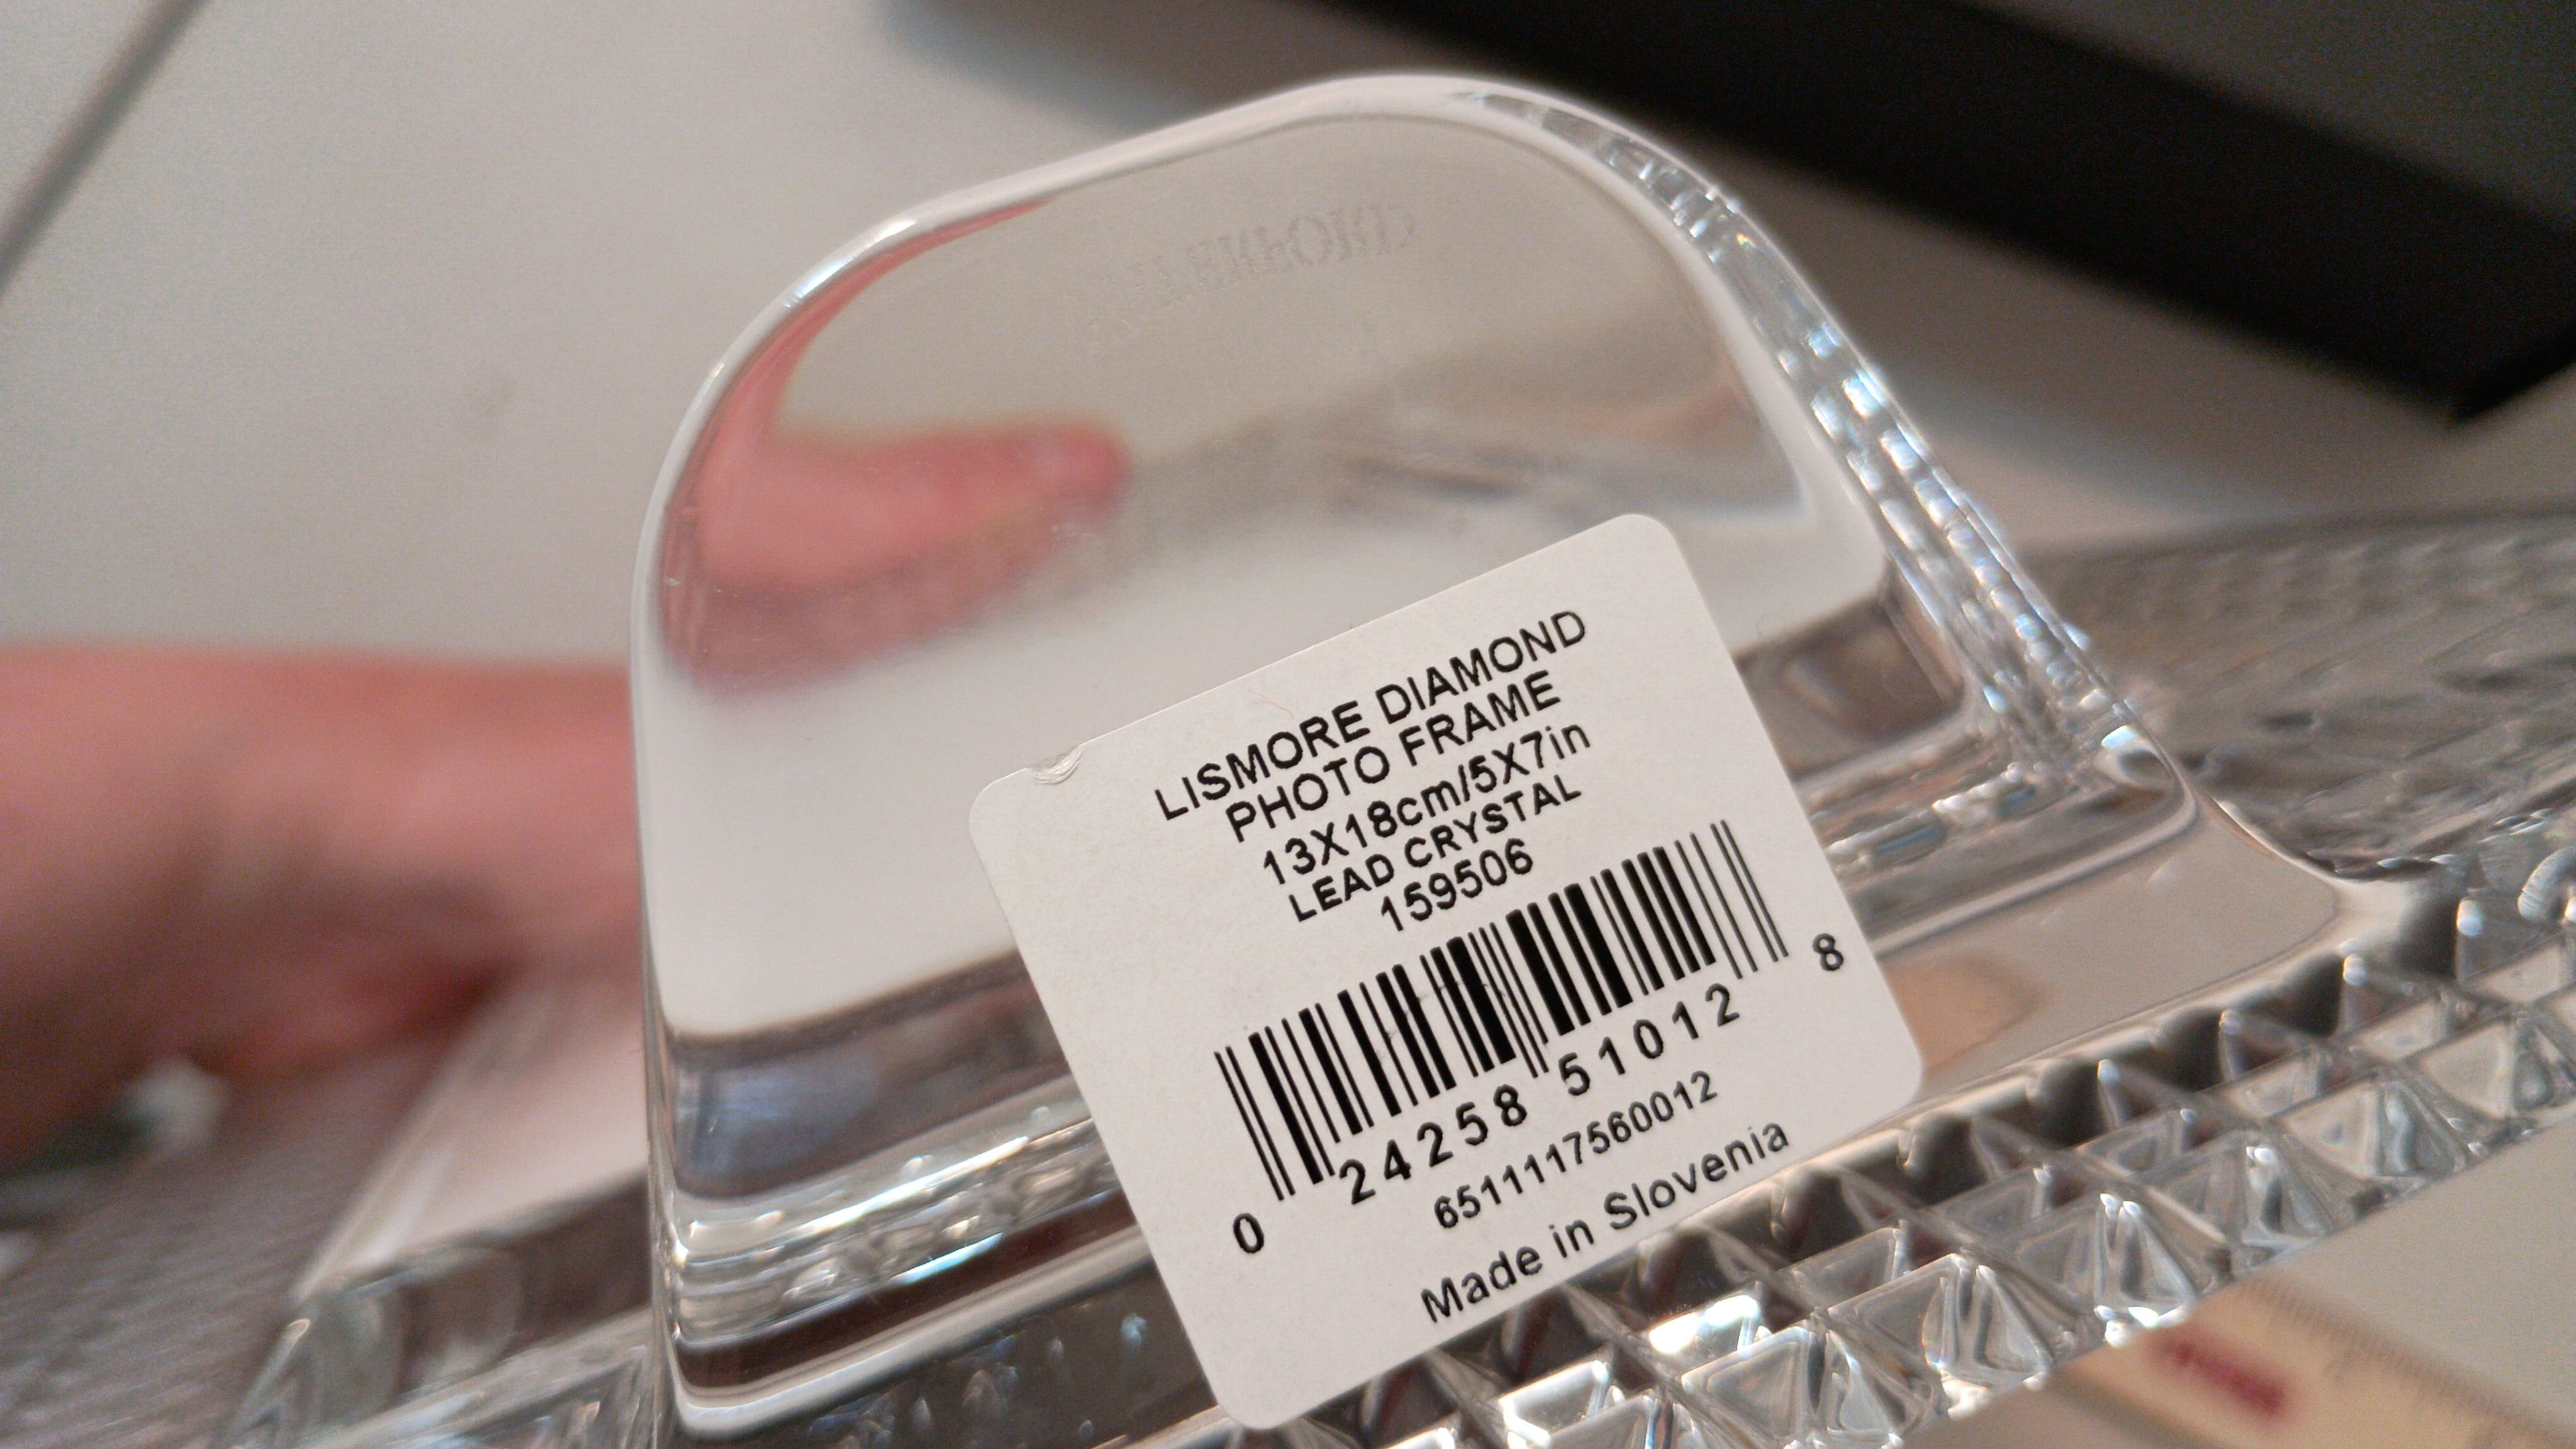 LISMORE DIAMOND
PHOTO FRAME
13X18cm/5X7in
LEAD CRYSTAL
159506
0 24258 51012 8
6511117560012
Made in Slovenia